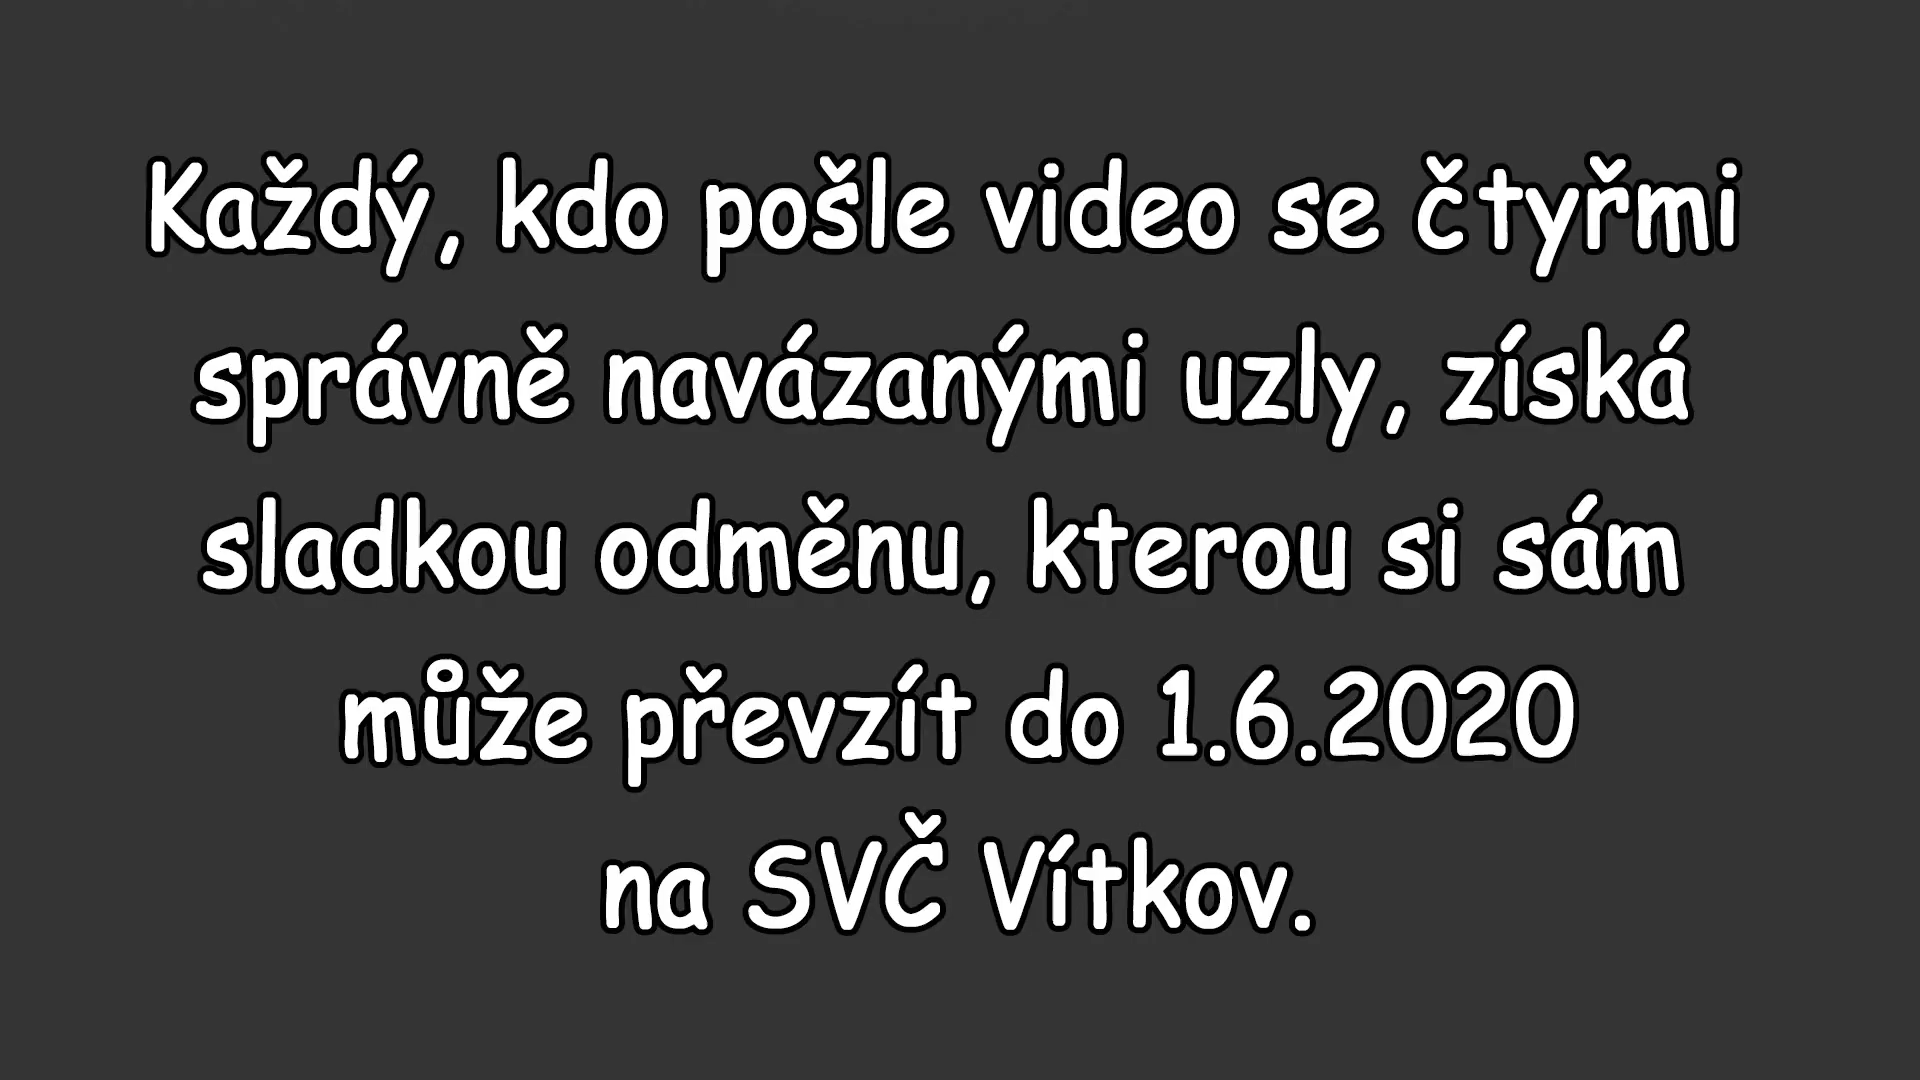 Každý, kdo pošle video se čtyřmi
správně navázanými uzly, získá
sladkou odměnu, kterou si sám
může převzít do 1.6.2020
na SVČ Vítkov.